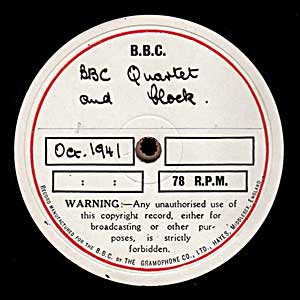 B.B.C.
BBC Quartet
and Block.
Oct. 1941
: :
78 R.P.M.
WARNING:—Any unauthorised use of
this copyright record, either for
broadcasting or other pur-
poses, is strictly
forbidden.
RECORD MANUFACTURED FOR THE B.B.C. BY THE GRAMOPHONE CO., LTD., HAYES, MIDDLESEX, ENGLAND.